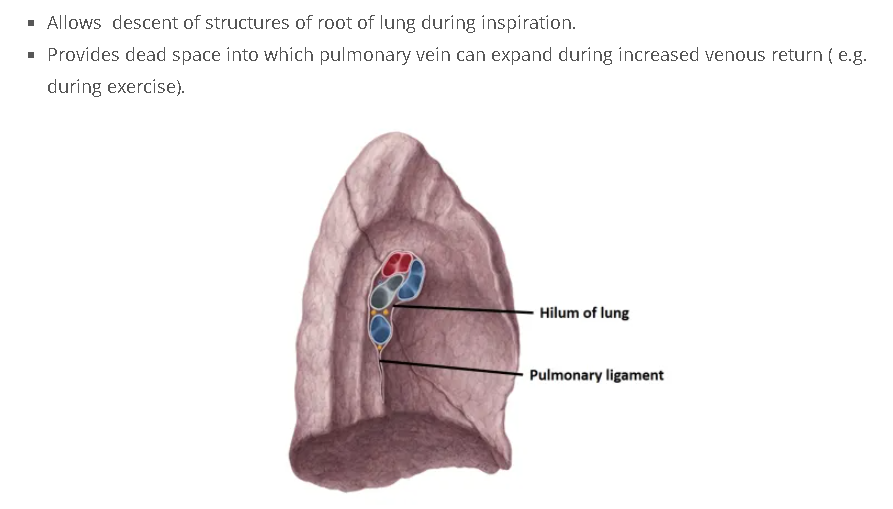 ▪ Allows descent of structures of root of lung during inspiration.
▪ Provides dead space into which pulmonary vein can expand during increased venous return ( e.g.
during exercise).
Hilum of lung
Pulmonary ligament